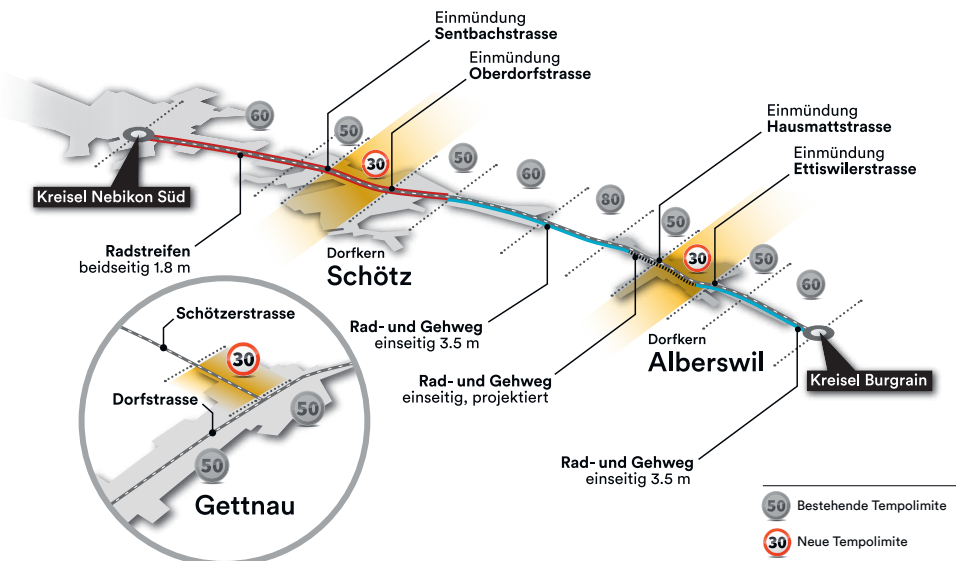 Einmündung
Sentbachstrasse
Einmündung
Oberdorfstrasse
Einmündung
Hausmattstrasse
Einmündung
Ettiswilerstrasse
60
50
30
50
60
80
50
30
50
60
Kreisel Nebikon Süd
Radstreifen
beidseitig 1.8 m
Dorfkern
Schötz
Rad- und Gehweg
einseitig 3.5 m
Rad- und Gehweg
einseitig, projektiert
Dorfkern
Alberswil
Kreisel Burgrain
Rad- und Gehweg
einseitig 3.5 m
Schötzerstrasse
30
Dorfstrasse
50
50
Gettnau
50 Bestehende Tempolimite
30 Neue Tempolimite